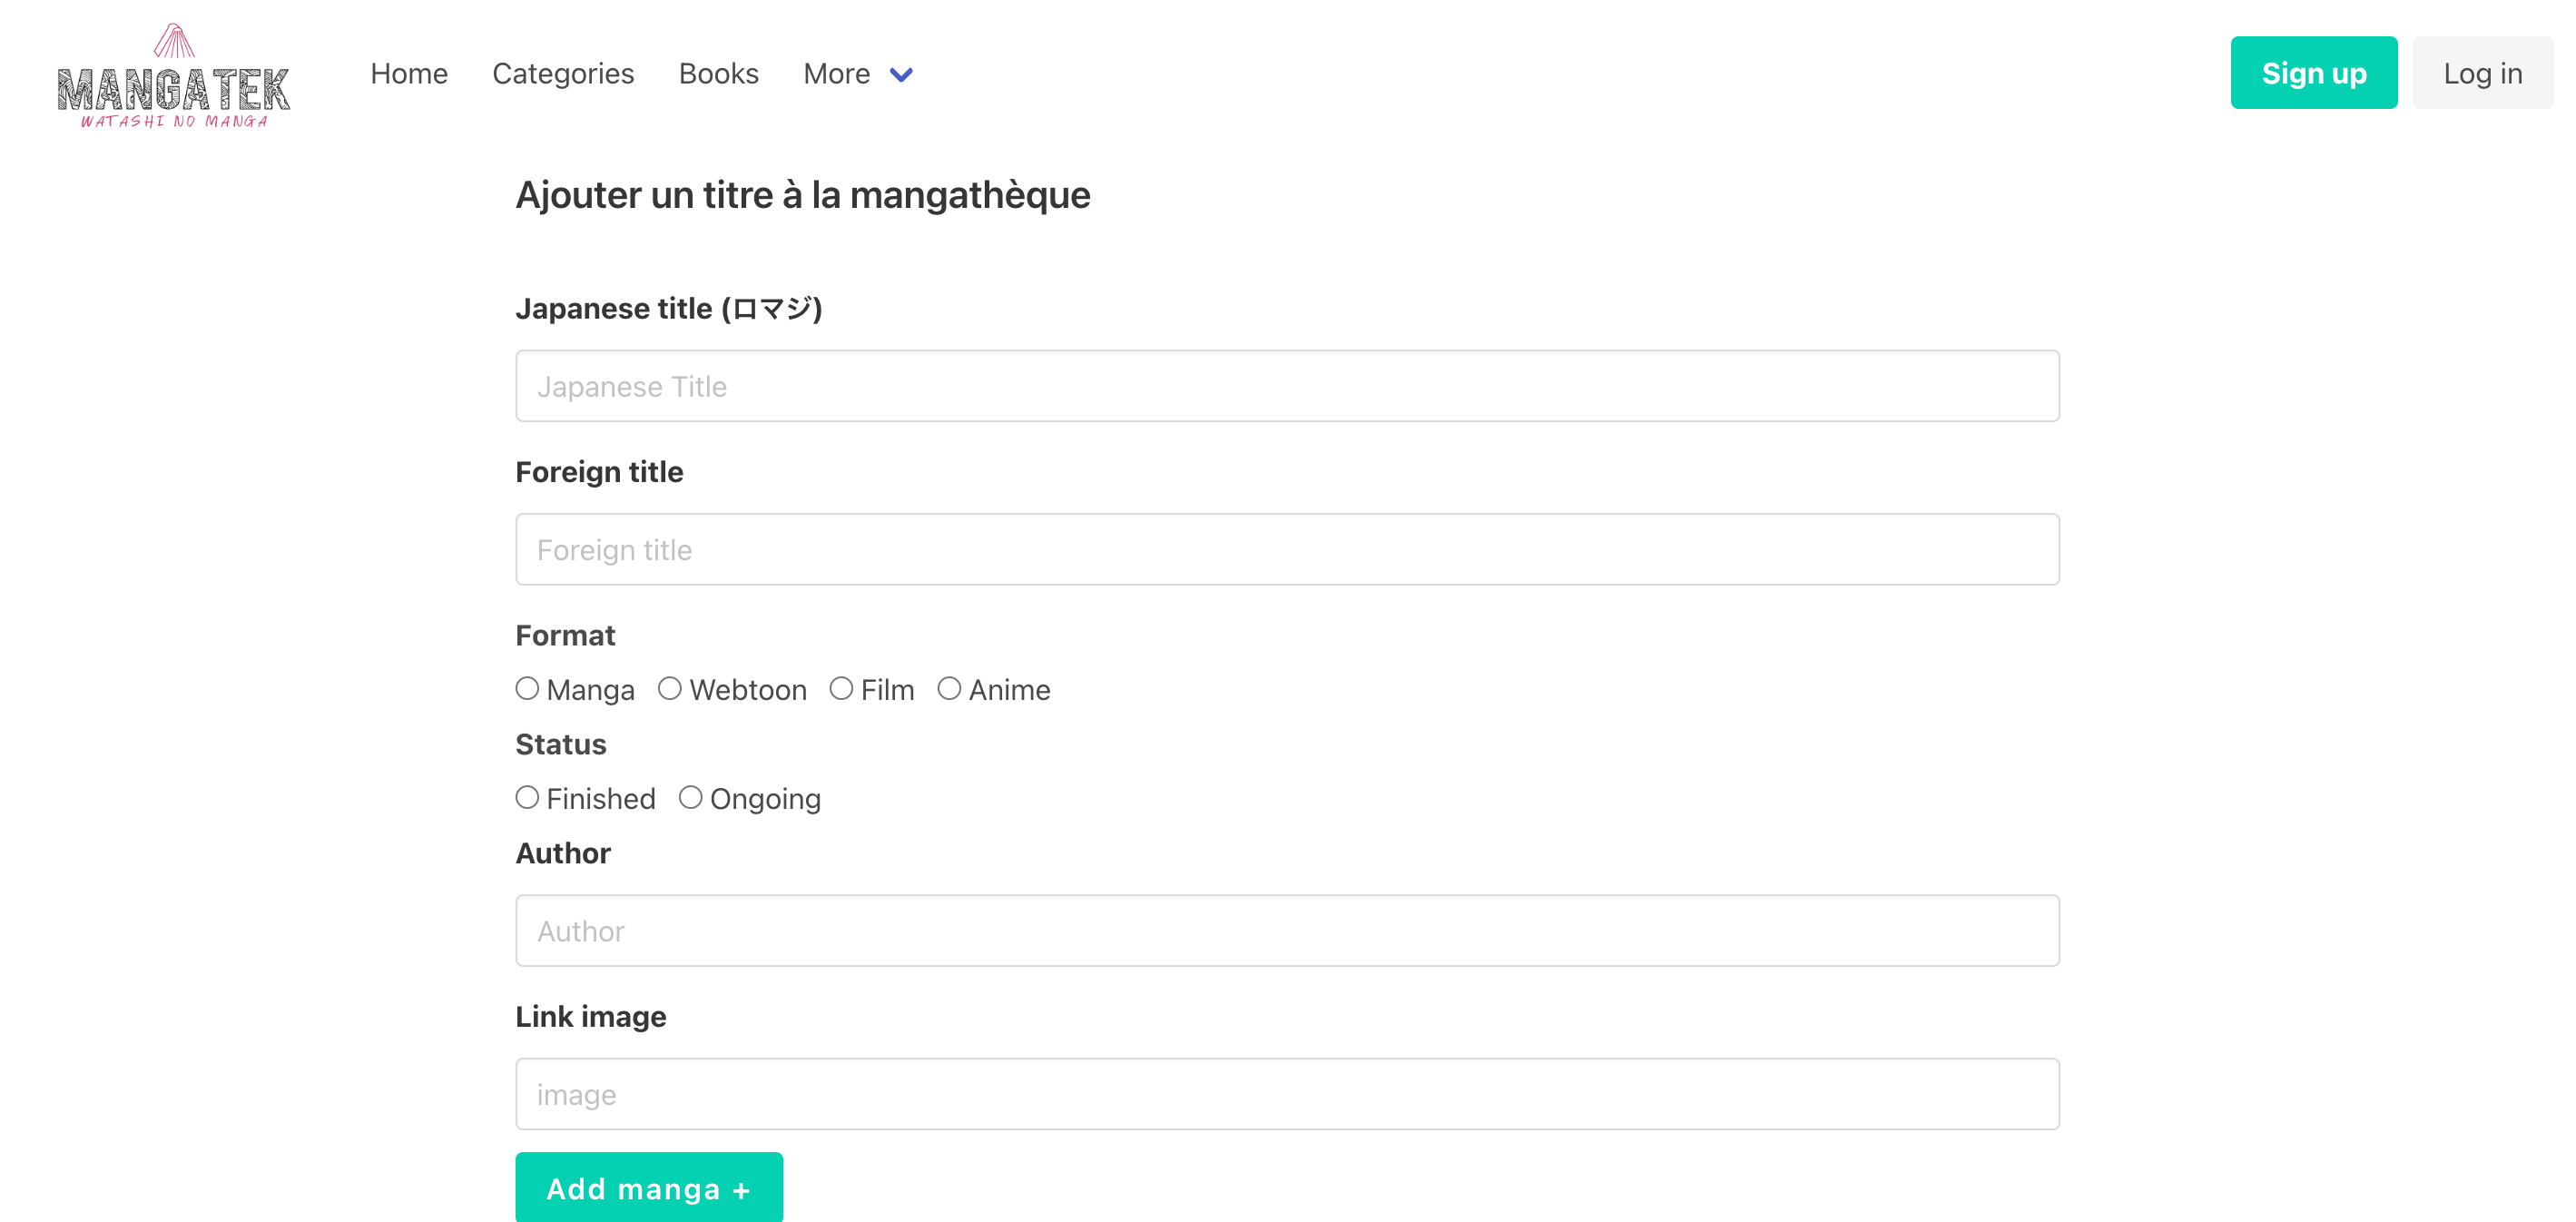 MANGATEK
WATASHI NO MANGA
Home Categories Books More
Sign up Log in
Ajouter un titre à la mangathèque
Japanese title (ロマジ)
Japanese Title
Foreign title
Foreign title
Format
Manga Webtoon Film Anime
Status
Finished Ongoing
Author
Author
Link image
image
Add manga +